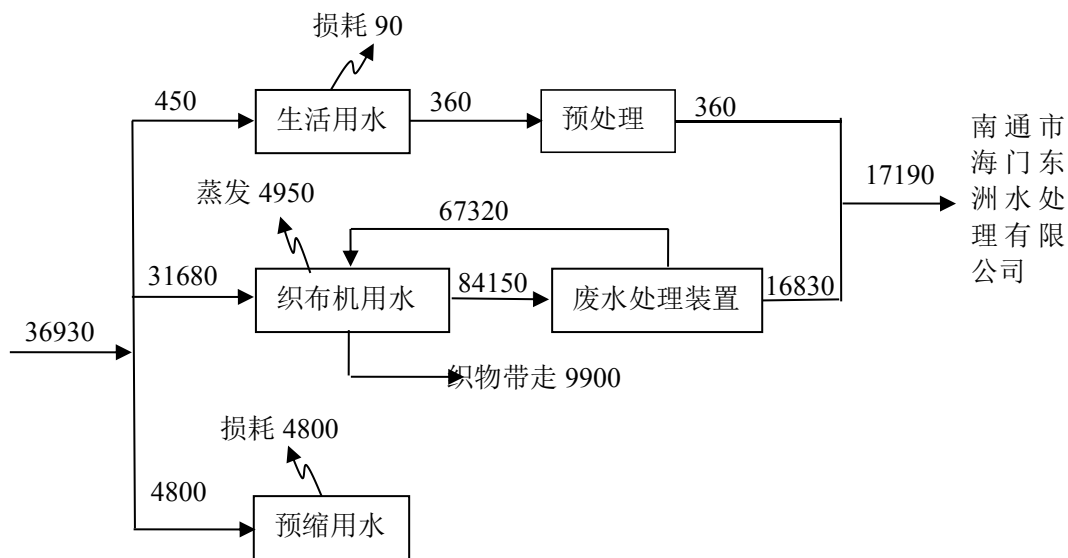 损耗 90
450
生活用水
360
预处理
360
南通市
海门东
洲水处
理有限
公司
17190
蒸发 4950
67320
31680
织布机用水
84150
废水处理装置
16830
36930
织物带走 9900
损耗 4800
4800
预缩用水